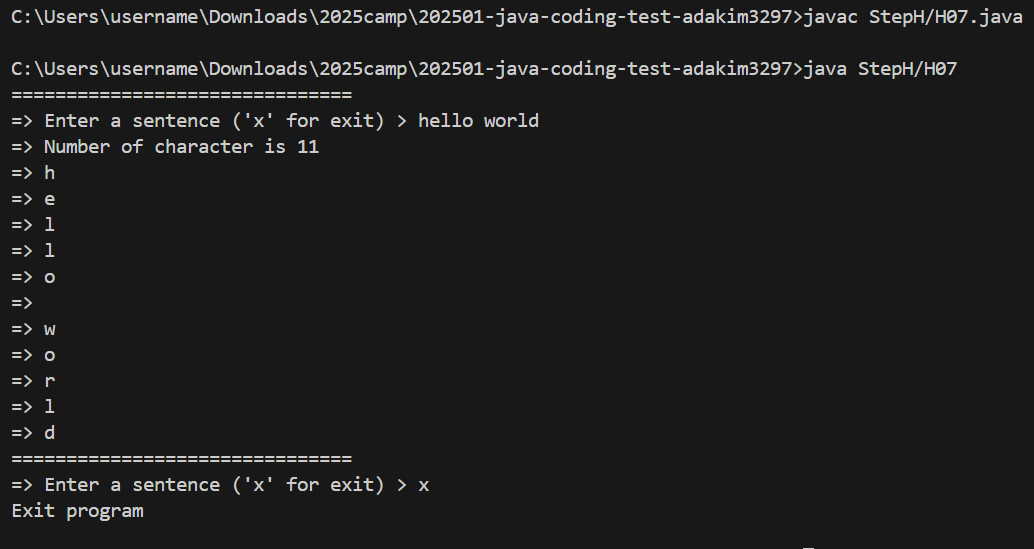 C:\Users\username\Downloads\2025camp\202501-java-coding-test-adakim3297>javac StepH/H07.java
C:\Users\username\Downloads\2025camp\202501-java-coding-test-adakim3297>java StepH/H07
===============================
=> Enter a sentence ('x' for exit) > hello world
=> Number of character is 11
=> h
=> e
=> l
=> l
=> o
=>
=> w
=> o
=> r
=> l
=> d
===============================
=> Enter a sentence ('x' for exit) > x
Exit program